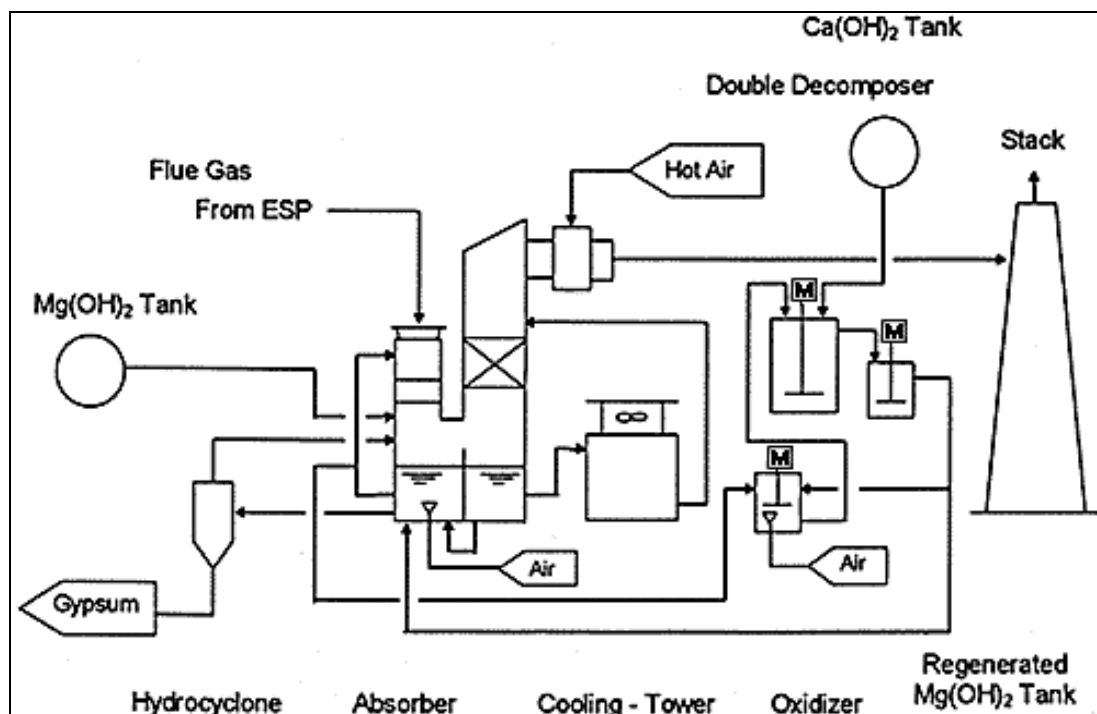 Ca(OH)₂ Tank
Double Decomposer
Stack
Hot Air
Flue Gas
From ESP
M
Mg(OH)₂ Tank
M
M
Air
Air
Gypsum
Regenerated
Mg(OH)₂ Tank
Hydrocyclone
Absorber
Cooling - Tower
Oxidizer